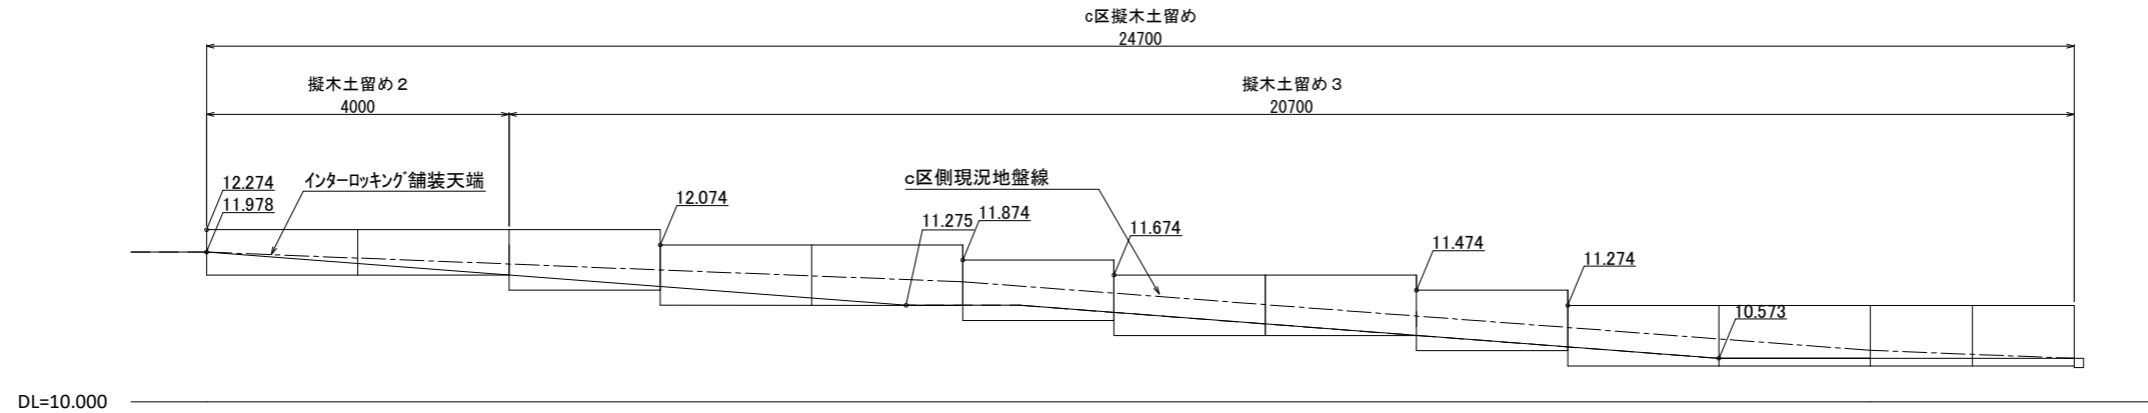 c区擬木土留め
24700
擬木土留め２
4000
擬木土留め３
20700
12.274
11.978
インターロッキング舗装天端
12.074
11.275
11.874
c区側現況地盤線
11.674
11.474
11.274
10.573
DL=10.000